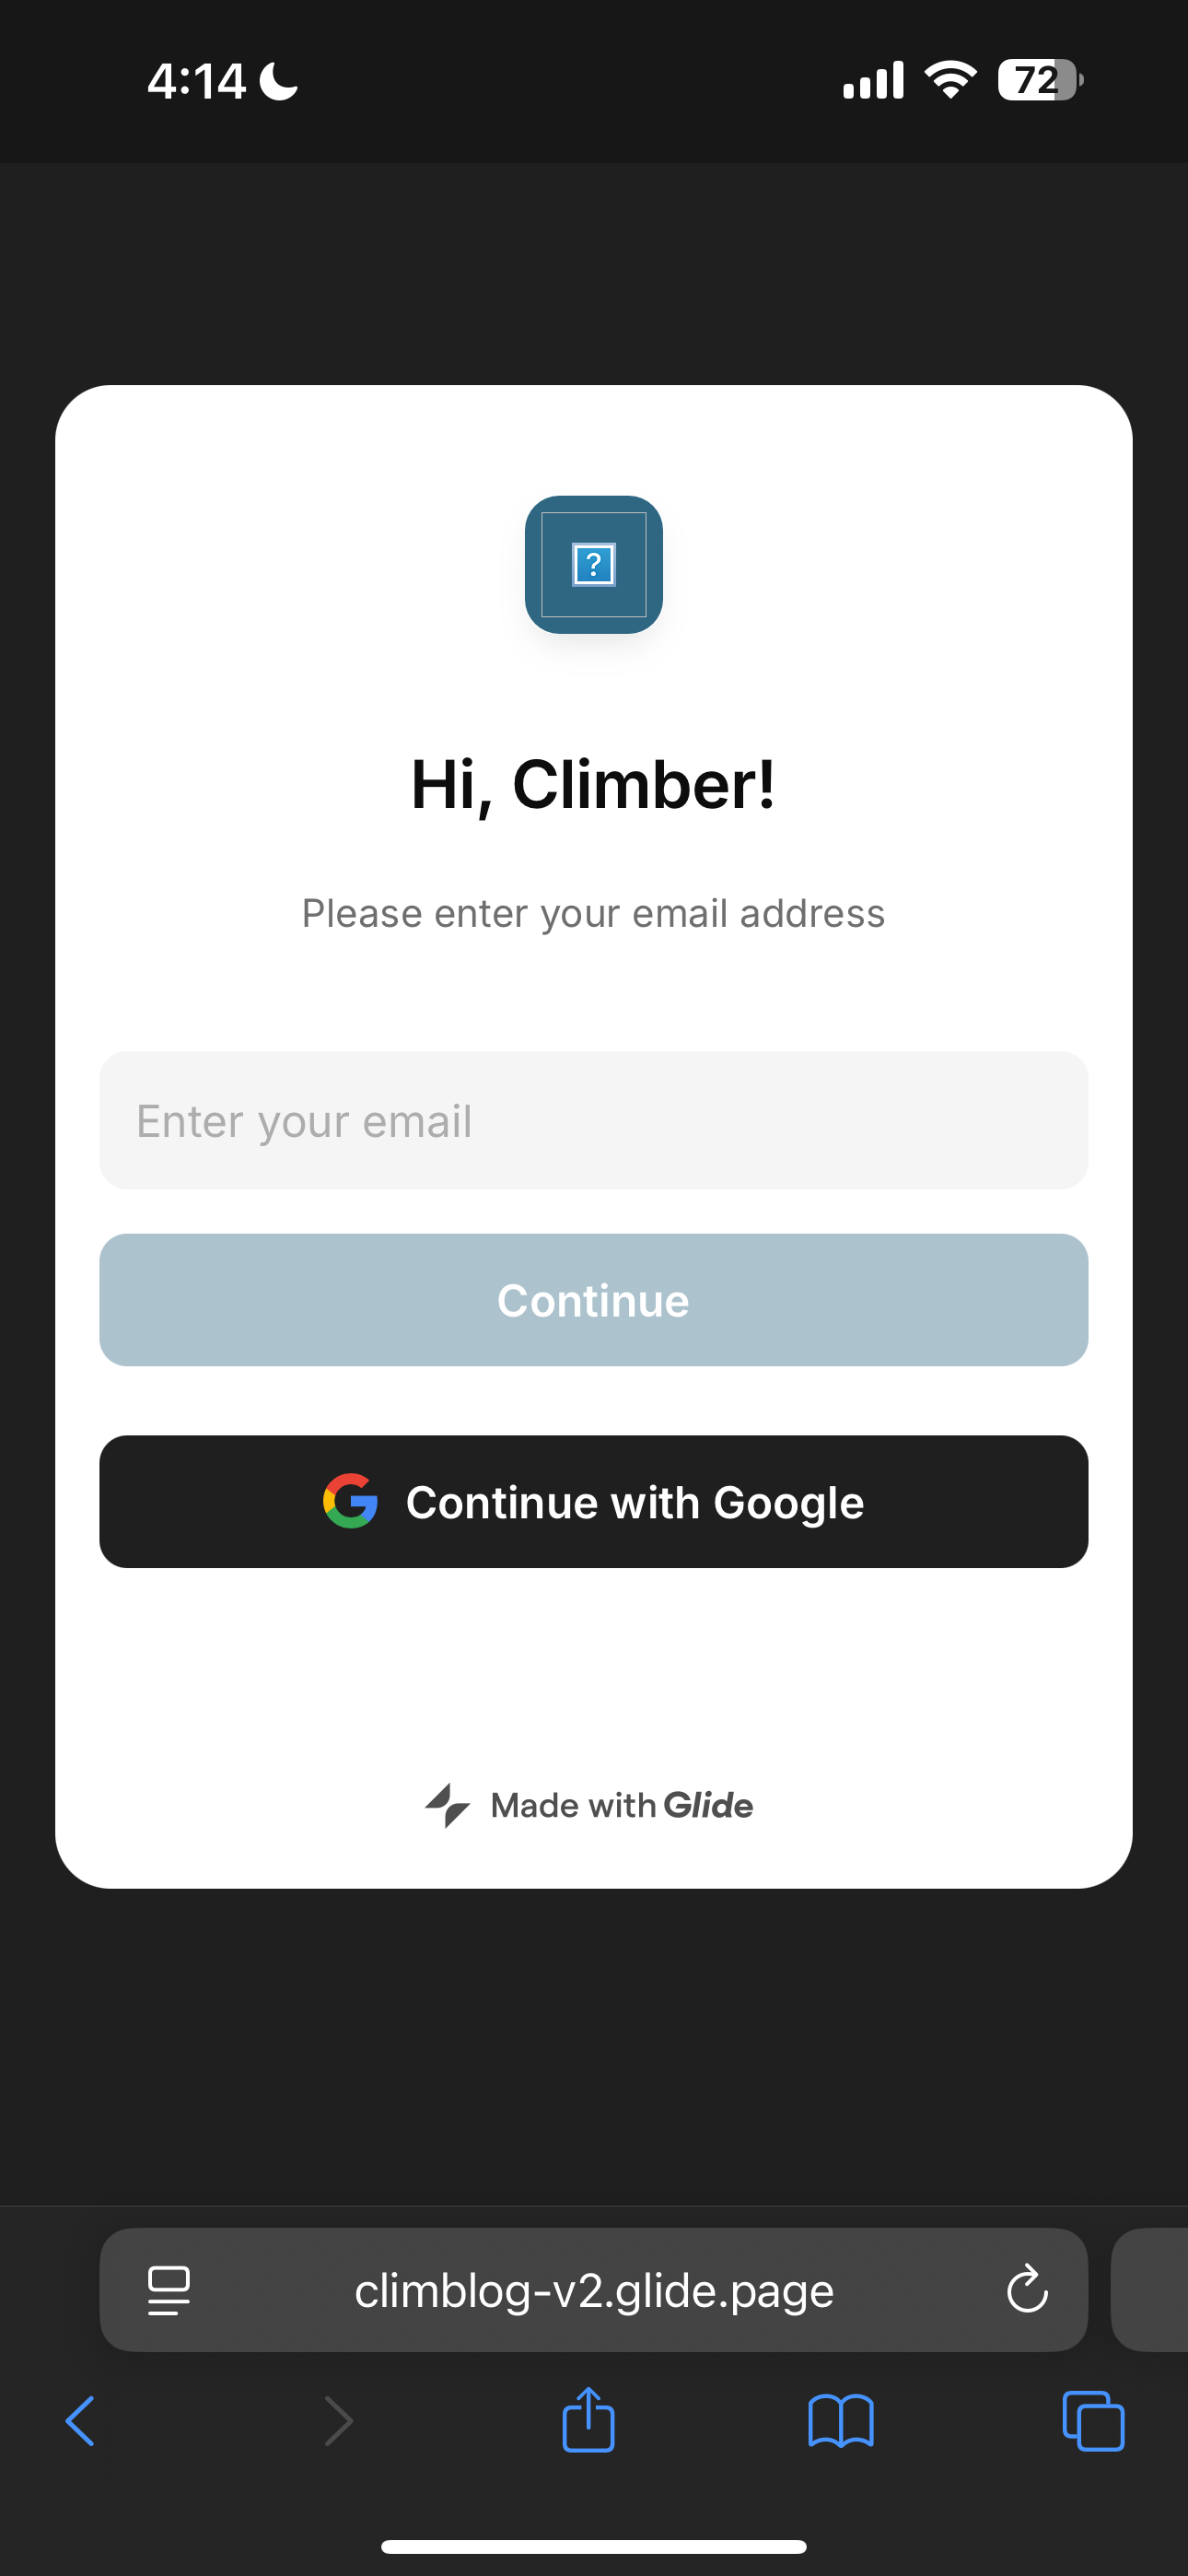 4:14
72
?
Hi, Climber!
Please enter your email address
Enter your email
Continue
Continue with Google
Made with Glide
climblog-v2.glide.page